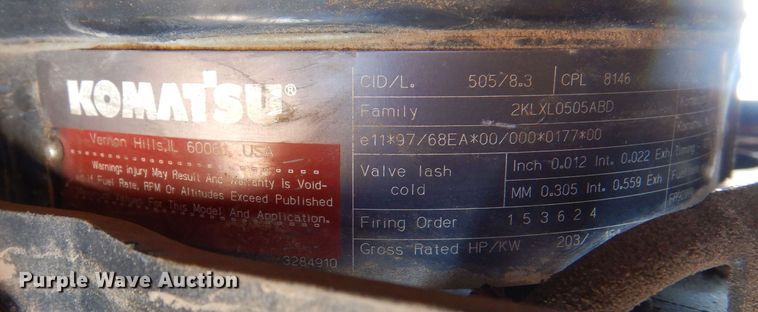 KOMATSU®
Vernon Hills, IL 60061 USA
Warning: Injury May Result And Warranty Is Void-
ed if Fuel Rate, RPM Or Altitudes Exceed Published
For This Model And Application.
3284910
CID/L. 505/8.3 CPL 8146
Family 2KLXL0505ABD
e11*97/68EA*00/000*0177*00
Valve lash cold Inch 0.012 Int. 0.022 Exh
MM 0.305 Int. 0.559 Exh
Firing Order 1 5 3 6 2 4
Gross Rated HP/KW 203/
Timing
Purple Wave Auction